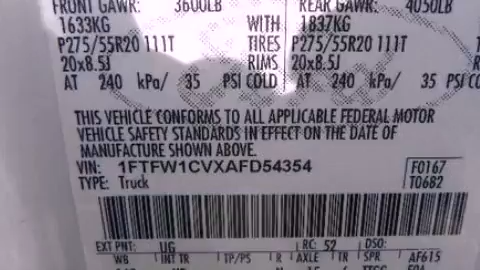 FRONT GAWR: 3600LB REAR GAWR: 4050LB
1633KG WITH 1837KG
P275/55R20 111T TIRES P275/55R20 111T
20x8.5J RIMS 20x8.5J
AT 240 kPa/ 35 PSI COLD AT 240 kPa/ 35 PSI COLD
THIS VEHICLE CONFORMS TO ALL APPLICABLE FEDERAL MOTOR
VEHICLE SAFETY STANDARDS IN EFFECT ON THE DATE OF
MANUFACTURE SHOWN ABOVE.
VIN: 1FTFW1CVXAFD54354 F0167
TYPE: Truck T0682
EXT PNT: UG RC: 52 DSO:
WB INT TR TP/PS R AXLE TR SPR AF615